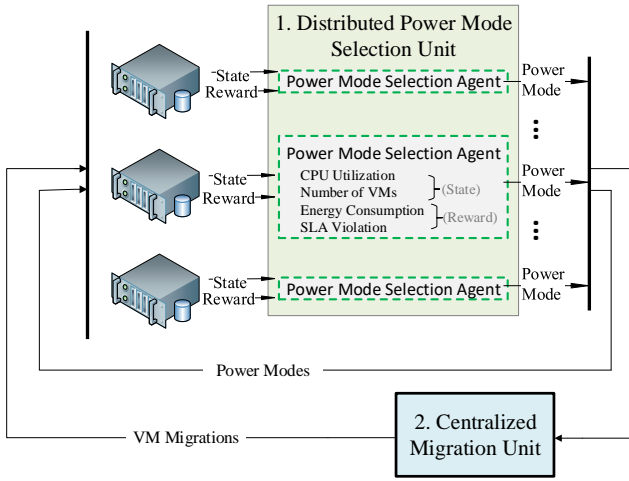 1. Distributed Power Mode
Selection Unit
State
Reward
Power Mode Selection Agent
Power
Mode
...
State
Reward
Power Mode Selection Agent
CPU Utilization
Number of VMs
(State)
Energy Consumption
SLA Violation
(Reward)
Power
Mode
...
State
Reward
Power Mode Selection Agent
Power
Mode
Power Modes
VM Migrations
2. Centralized
Migration Unit